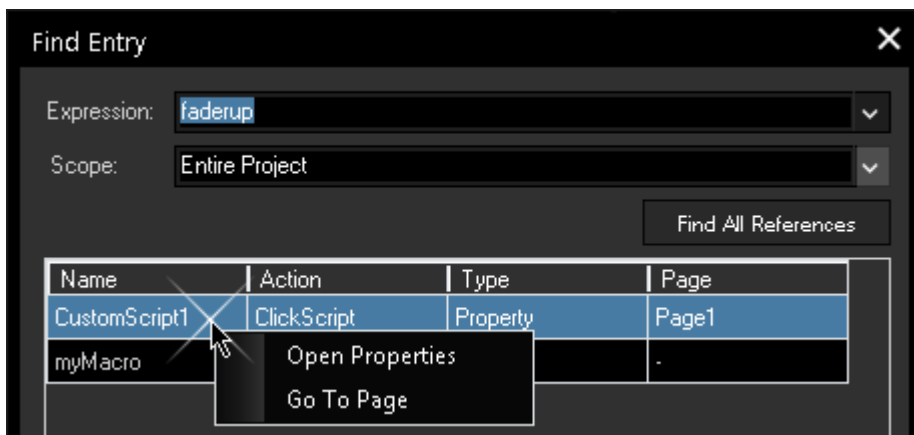 Find Entry
Expression: faderup
Scope: Entire Project
Find All References
Name Action Type Page
CustomScript1 ClickScript Property Page1
myMacro -
Open Properties
Go To Page